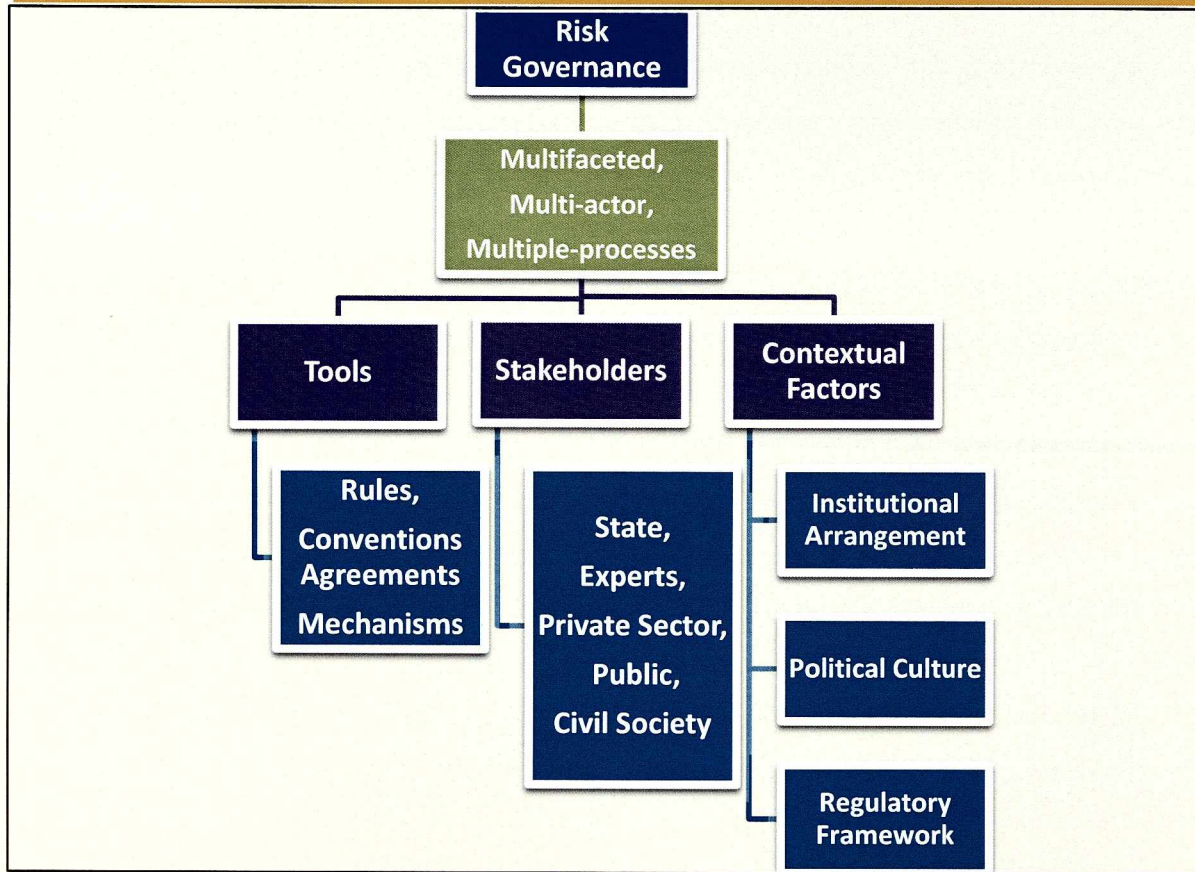 Risk
Governance
Multifaceted,
Multi-actor,
Multiple-processes
Tools
Stakeholders
Contextual
Factors
Rules,
Conventions
Agreements
Mechanisms
State,
Experts,
Private Sector,
Public,
Civil Society
Institutional
Arrangement
Political Culture
Regulatory
Framework